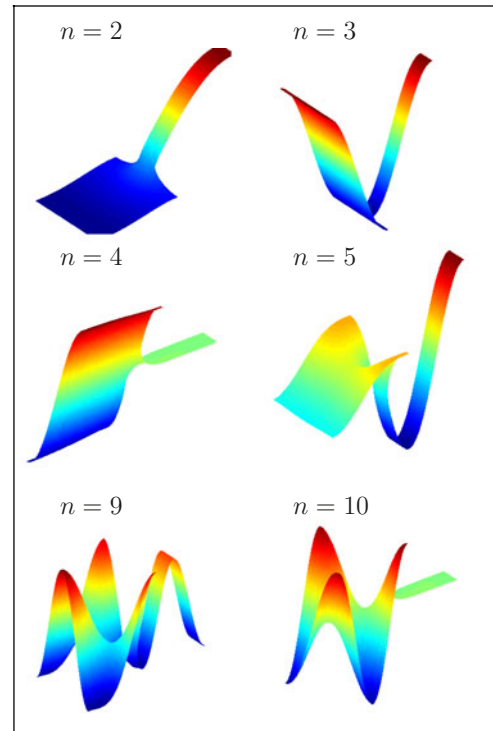 n = 2
n = 3
n = 4
n = 5
n = 9
n = 10